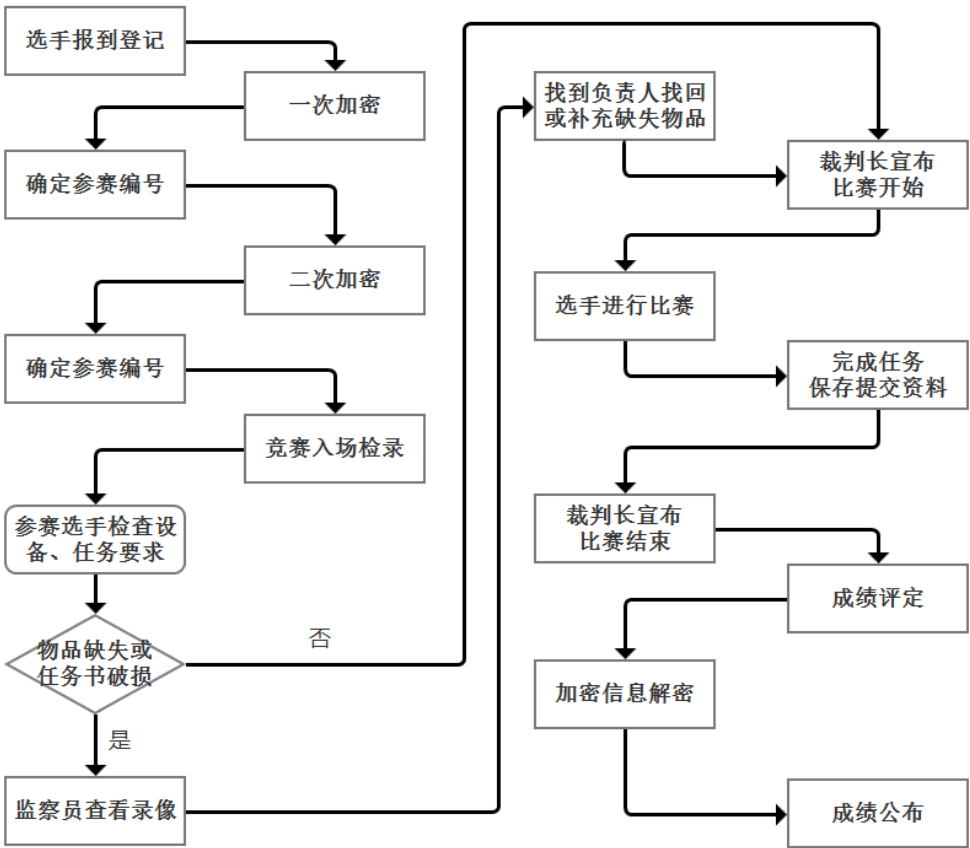 选手报到登记
一次加密
确定参赛编号
二次加密
确定参赛编号
竞赛入场检录
参赛选手检查设
备、任务要求
物品缺失或
任务书破损
否
是
监察员查看录像
找到负责人找回
或补充缺失物品
裁判长宣布
比赛开始
选手进行比赛
完成任务
保存提交资料
裁判长宣布
比赛结束
成绩评定
加密信息解密
成绩公布